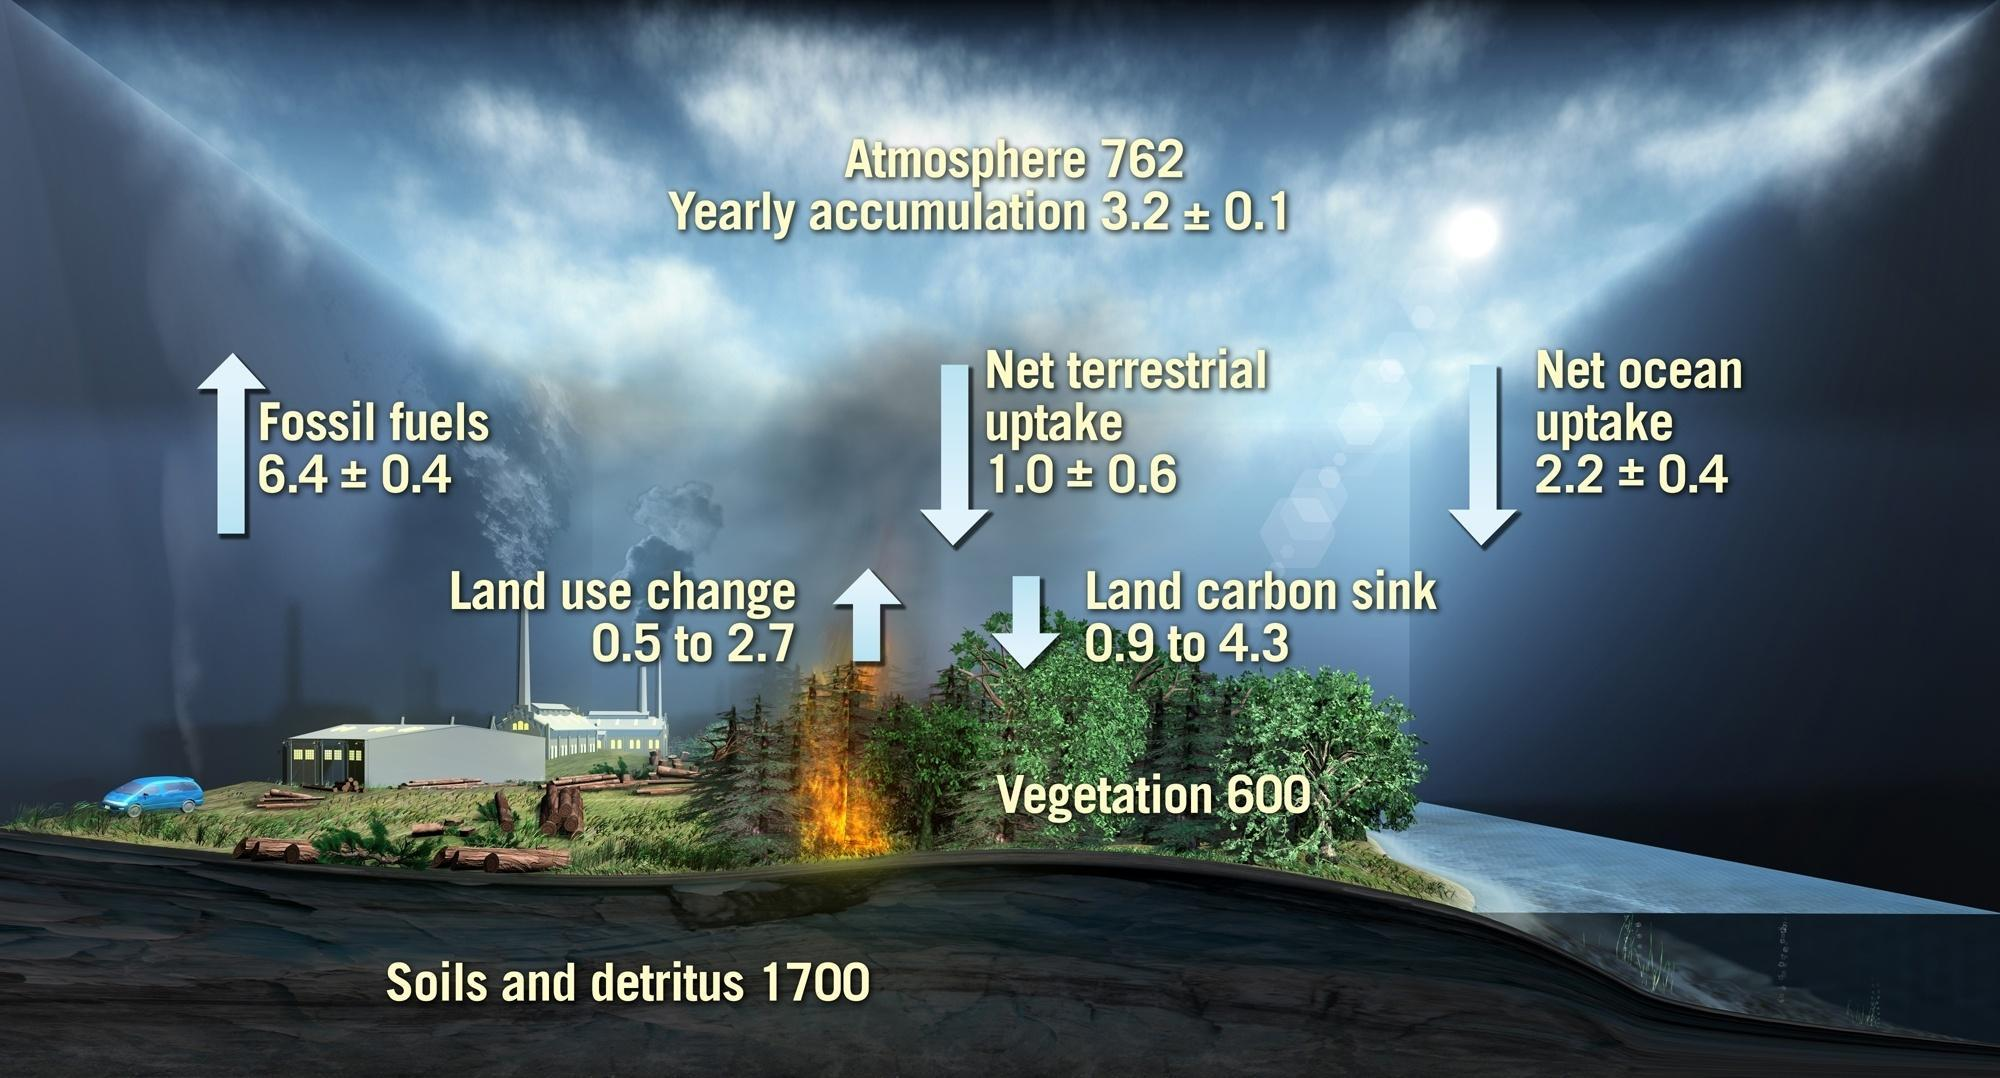 Atmosphere 762
Yearly accumulation 3.2 ± 0.1
Fossil fuels
6.4 ± 0.4
Net terrestrial
uptake
1.0 ± 0.6
Net ocean
uptake
2.2 ± 0.4
Land use change
0.5 to 2.7
Land carbon sink
0.9 to 4.3
Vegetation 600
Soils and detritus 1700